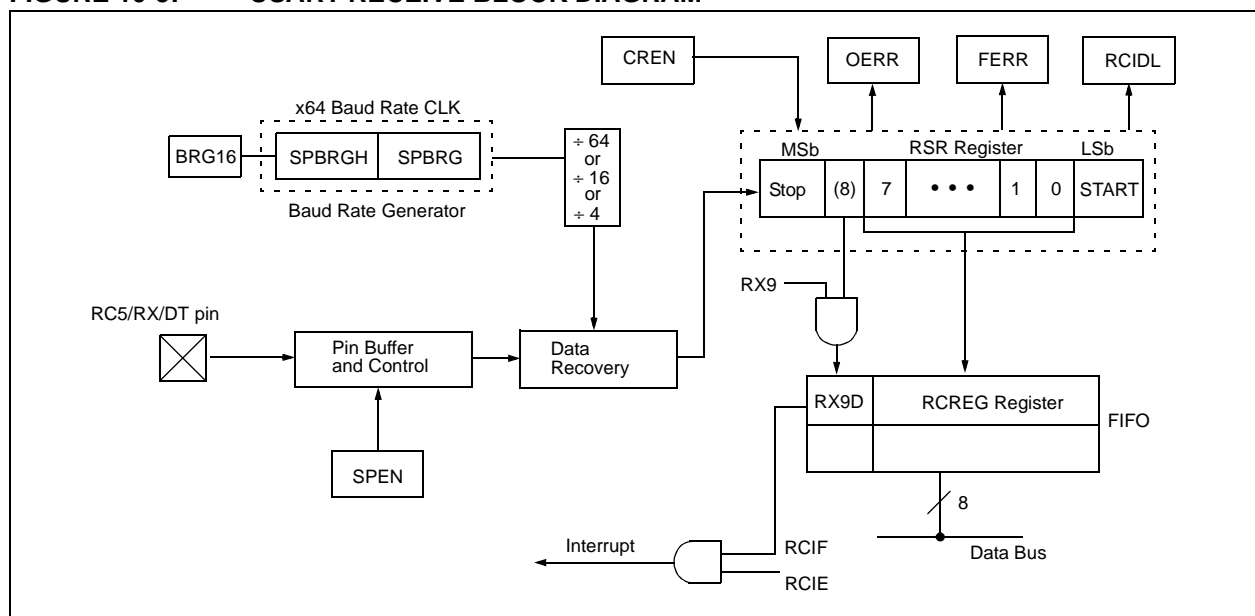 CREN
OERR
FERR
RCIDL
x64 Baud Rate CLK
BRG16
SPBRGH
SPBRG
Baud Rate Generator
÷ 64
or
÷ 16
or
÷ 4
MSb
RSR Register
LSb
Stop
(8)
7
• • •
1
0
START
RX9
RC5/RX/DT pin
Pin Buffer
and Control
Data
Recovery
SPEN
RX9D
RCREG Register
FIFO
8
Data Bus
Interrupt
RCIF
RCIE